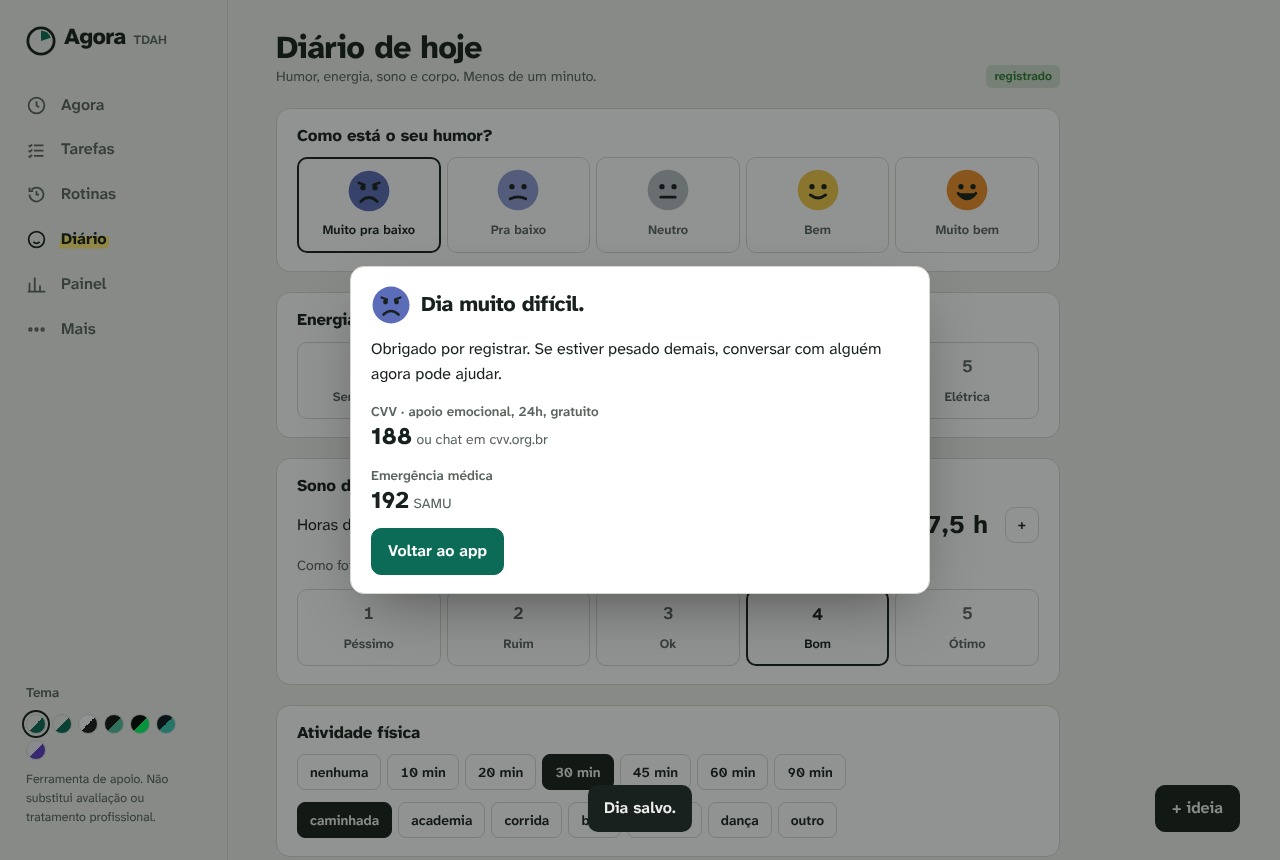 Agora TDAH
Agora
Tarefas
Rotinas
Diário
Painel
Mais
Tema
Ferramenta de apoio. Não
substitui avaliação ou
tratamento profissional.
Diário de hoje
Humor, energia, sono e corpo. Menos de um minuto.
registrado
Como está o seu humor?
Muito pra baixo
Pra baixo
Neutro
Bem
Muito bem
Dia muito difícil.
Obrigado por registrar. Se estiver pesado demais, conversar com alguém
agora pode ajudar.
CVV · apoio emocional, 24h, gratuito
188 ou chat em cvv.org.br
Emergência médica
192 SAMU
Voltar ao app
5
Elétrica
Horas
7,5 h +
1 2 3 4 5
Péssimo Ruim Ok Bom Ótimo
Atividade física
nenhuma 10 min 20 min 30 min 45 min 60 min 90 min
caminhada academia corrida dança outro
Dia salvo.
+ ideia